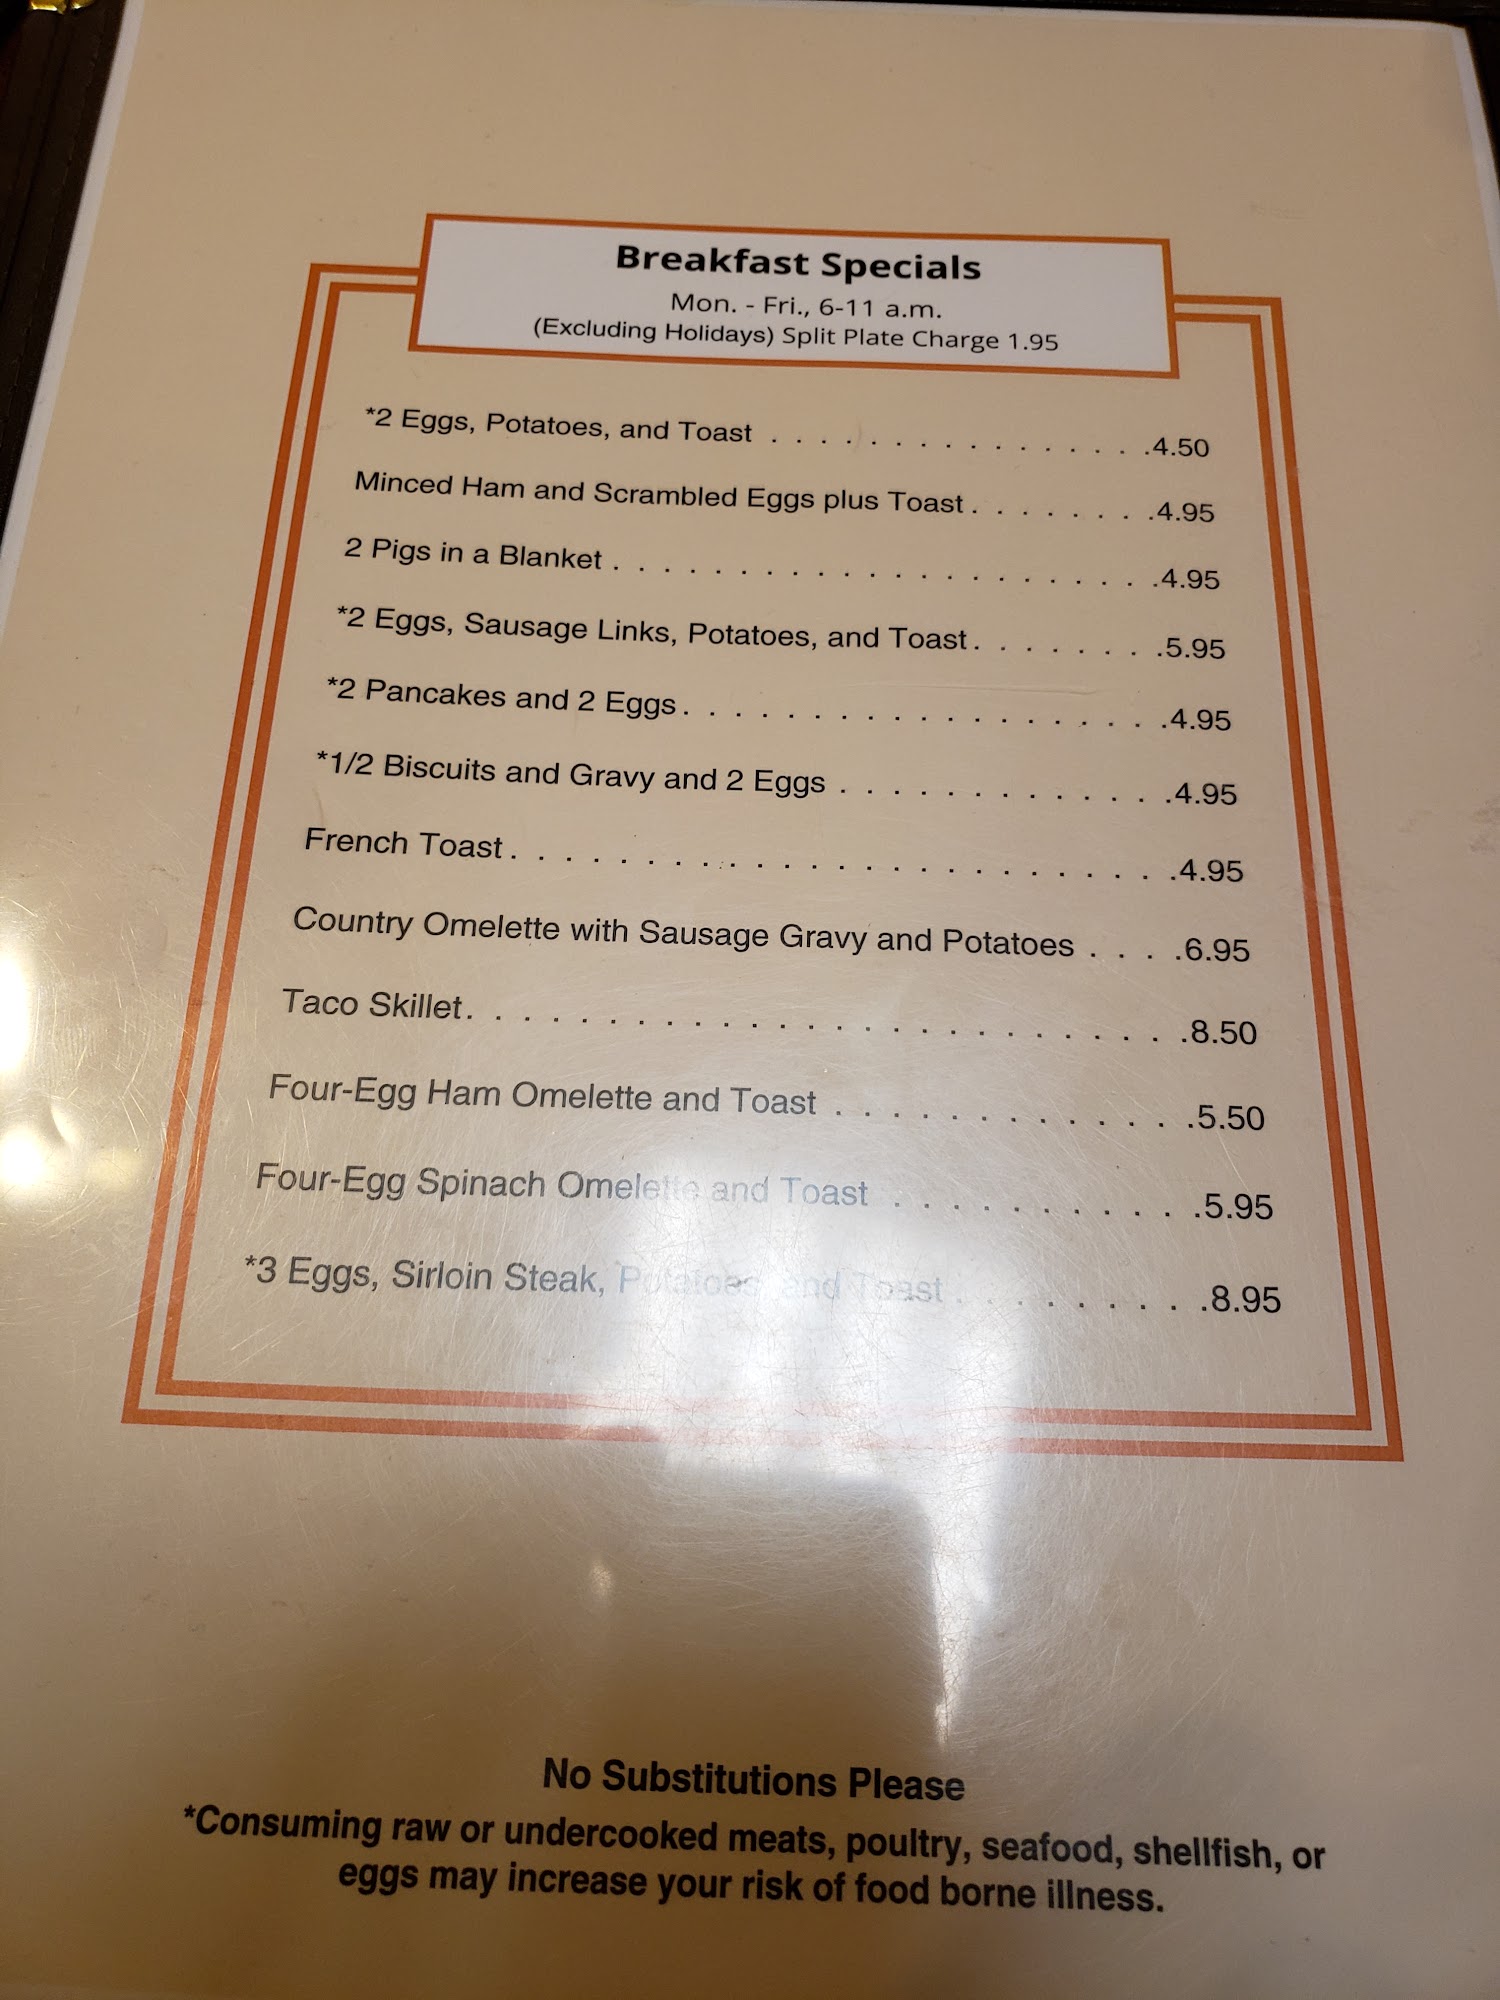 Breakfast Specials
Mon. - Fri., 6-11 a.m.
(Excluding Holidays) Split Plate Charge 1.95
*2 Eggs, Potatoes, and Toast . . . . . . . . . . . . . . . .4.50
Minced Ham and Scrambled Eggs plus Toast . . . . . . . .4.95
2 Pigs in a Blanket . . . . . . . . . . . . . . . . . . . . . .4.95
*2 Eggs, Sausage Links, Potatoes, and Toast. . . . . . . .5.95
*2 Pancakes and 2 Eggs. . . . . . . . . . . . . . . . . . .4.95
*1/2 Biscuits and Gravy and 2 Eggs . . . . . . . . . . . . .4.95
French Toast. . . . . . . . . . . . . . . . . . . . . . . . .4.95
Country Omelette with Sausage Gravy and Potatoes . . . .6.95
Taco Skillet. . . . . . . . . . . . . . . . . . . . . . . . . .8.50
Four-Egg Ham Omelette and Toast . . . . . . . . . . . . .5.50
Four-Egg Spinach Omelette and Toast . . . . . . . . . . .5.95
*3 Eggs, Sirloin Steak, Potatoes, and Toast . . . . . . . . .8.95
No Substitutions Please
*Consuming raw or undercooked meats, poultry, seafood, shellfish, or
eggs may increase your risk of food borne illness.